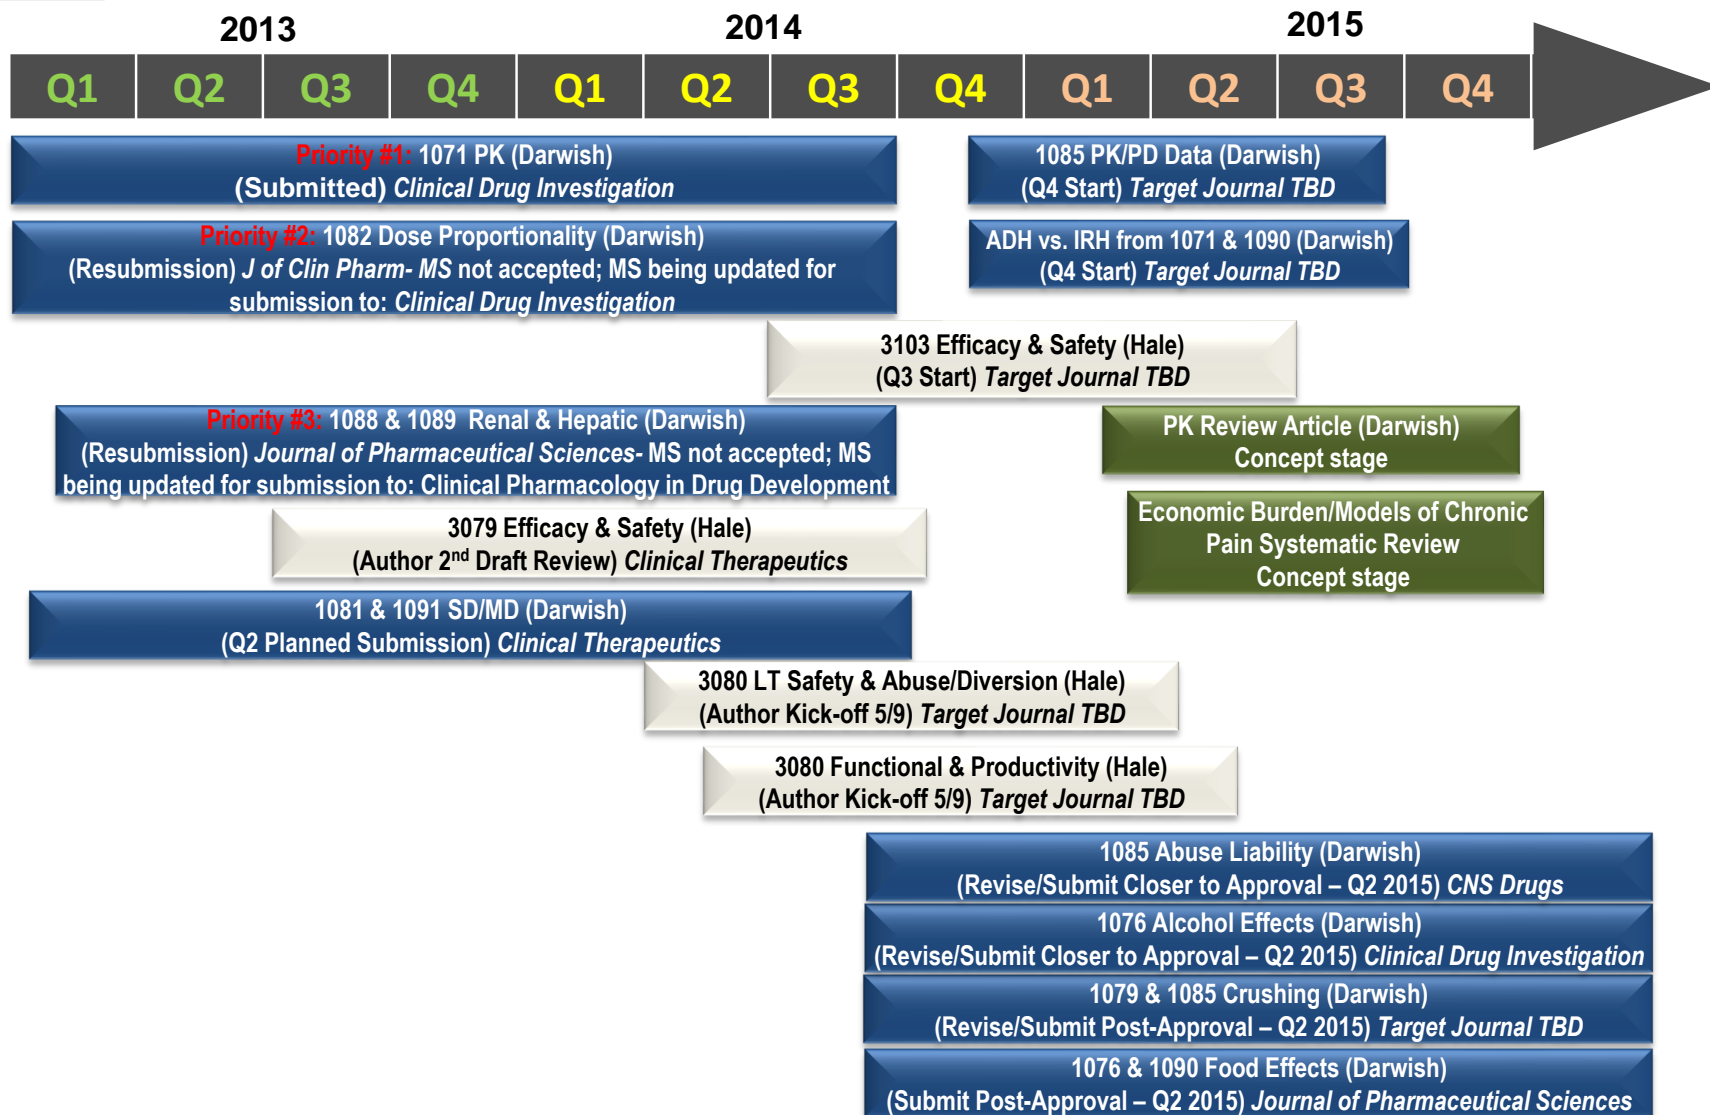 2013 2014 2015
Q1 Q2 Q3 Q4 Q1 Q2 Q3 Q4 Q1 Q2 Q3 Q4
Priority #1: 1071 PK (Darwish)
(Submitted) Clinical Drug Investigation
1085 PK/PD Data (Darwish)
(Q4 Start) Target Journal TBD
Priority #2: 1082 Dose Proportionality (Darwish)
(Resubmission) J of Clin Pharm- MS not accepted; MS being updated for
submission to: Clinical Drug Investigation
ADH vs. IRH from 1071 & 1090 (Darwish)
(Q4 Start) Target Journal TBD
3103 Efficacy & Safety (Hale)
(Q3 Start) Target Journal TBD
Priority #3: 1088 & 1089 Renal & Hepatic (Darwish)
(Resubmission) Journal of Pharmaceutical Sciences- MS not accepted; MS
being updated for submission to: Clinical Pharmacology in Drug Development
PK Review Article (Darwish)
Concept stage
Economic Burden/Models of Chronic
Pain Systematic Review
Concept stage
3079 Efficacy & Safety (Hale)
(Author 2nd Draft Review) Clinical Therapeutics
1081 & 1091 SD/MD (Darwish)
(Q2 Planned Submission) Clinical Therapeutics
3080 LT Safety & Abuse/Diversion (Hale)
(Author Kick-off 5/9) Target Journal TBD
3080 Functional & Productivity (Hale)
(Author Kick-off 5/9) Target Journal TBD
1085 Abuse Liability (Darwish)
(Revise/Submit Closer to Approval – Q2 2015) CNS Drugs
1076 Alcohol Effects (Darwish)
(Revise/Submit Closer to Approval – Q2 2015) Clinical Drug Investigation
1079 & 1085 Crushing (Darwish)
(Revise/Submit Post-Approval – Q2 2015) Target Journal TBD
1076 & 1090 Food Effects (Darwish)
(Submit Post-Approval – Q2 2015) Journal of Pharmaceutical Sciences